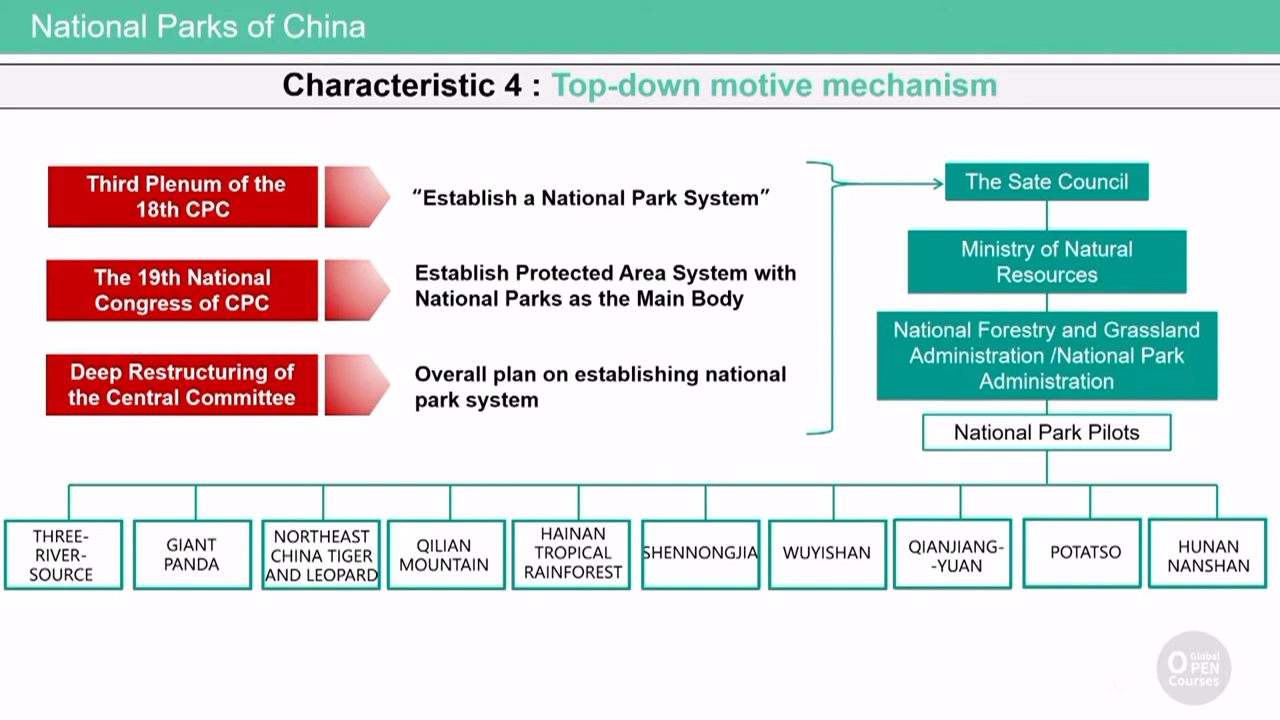 National Parks of China
Characteristic 4 : Top-down motive mechanism
Third Plenum of the
18th CPC
“Establish a National Park System”
The 19th National
Congress of CPC
Establish Protected Area System with
National Parks as the Main Body
Deep Restructuring of
the Central Committee
Overall plan on establishing national
park system
The Sate Council
Ministry of Natural
Resources
National Forestry and Grassland
Administration /National Park
Administration
National Park Pilots
THREE-
RIVER-
SOURCE
GIANT
PANDA
NORTHEAST
CHINA TIGER
AND LEOPARD
QILIAN
MOUNTAIN
HAINAN
TROPICAL
RAINFOREST
SHENNONGJIA
WUYISHAN
QIANJIANG-
-YUAN
POTATSO
HUNAN
NANSHAN
Global
OPEN
Courses